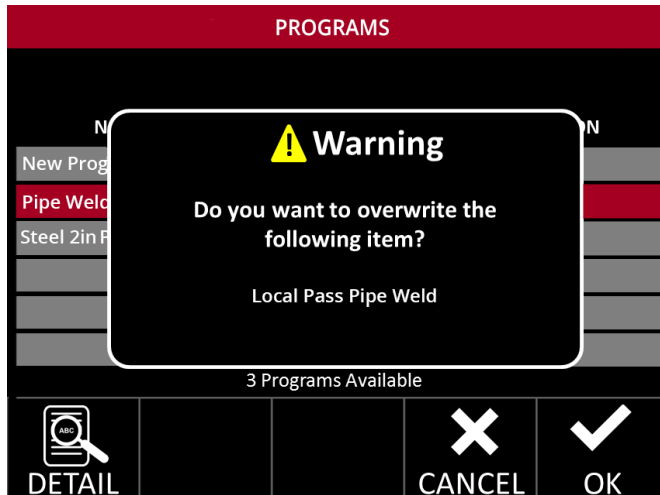 PROGRAMS
N
ON
Warning
New Prog
Pipe Weld
Do you want to overwrite the
following item?
Steel 2in P
Local Pass Pipe Weld
3 Programs Available
ABC
DETAIL
CANCEL
OK